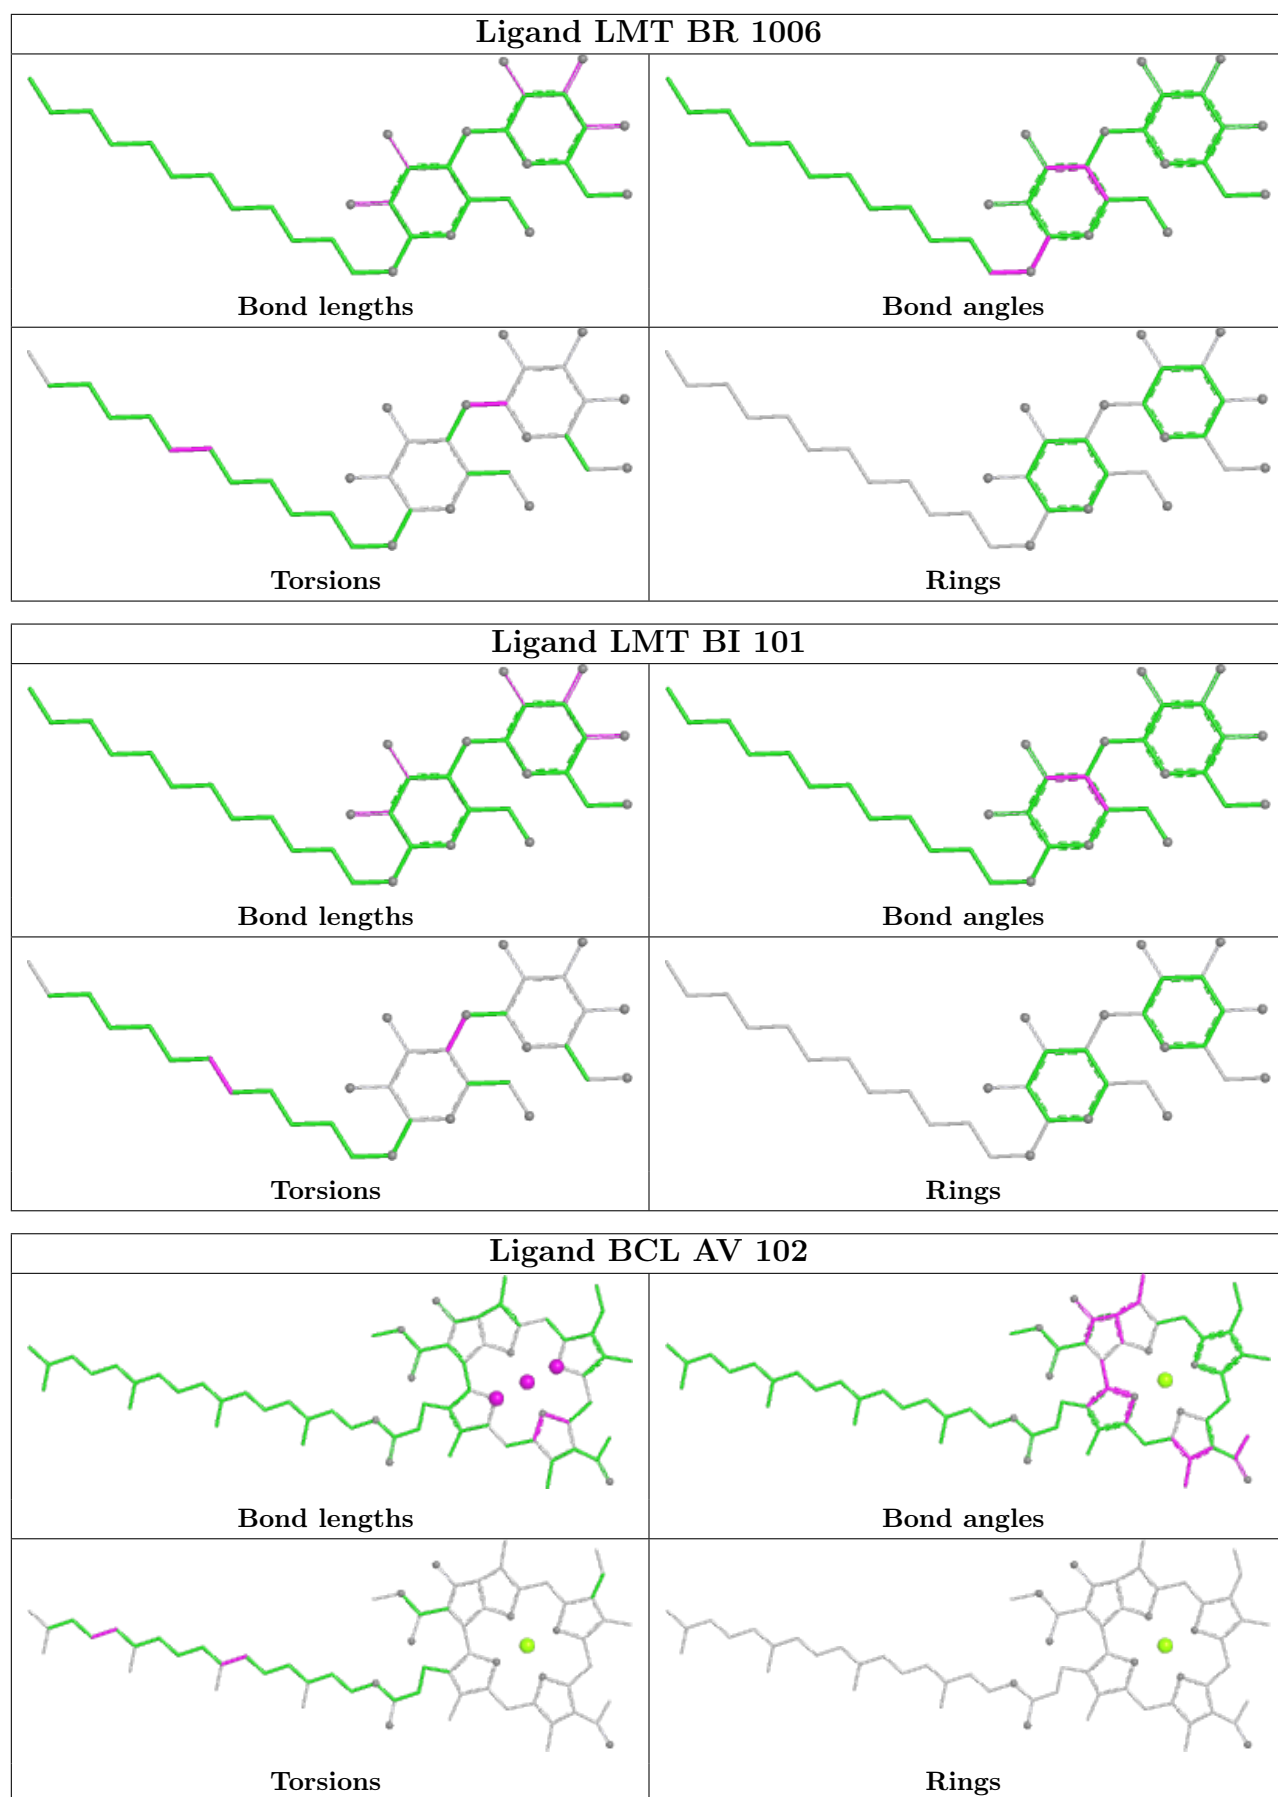 Ligand LMT BR 1006
Bond lengths
Bond angles
Torsions
Rings
Ligand LMT BI 101
Bond lengths
Bond angles
Torsions
Rings
Ligand BCL AV 102
Bond lengths
Bond angles
Torsions
Rings